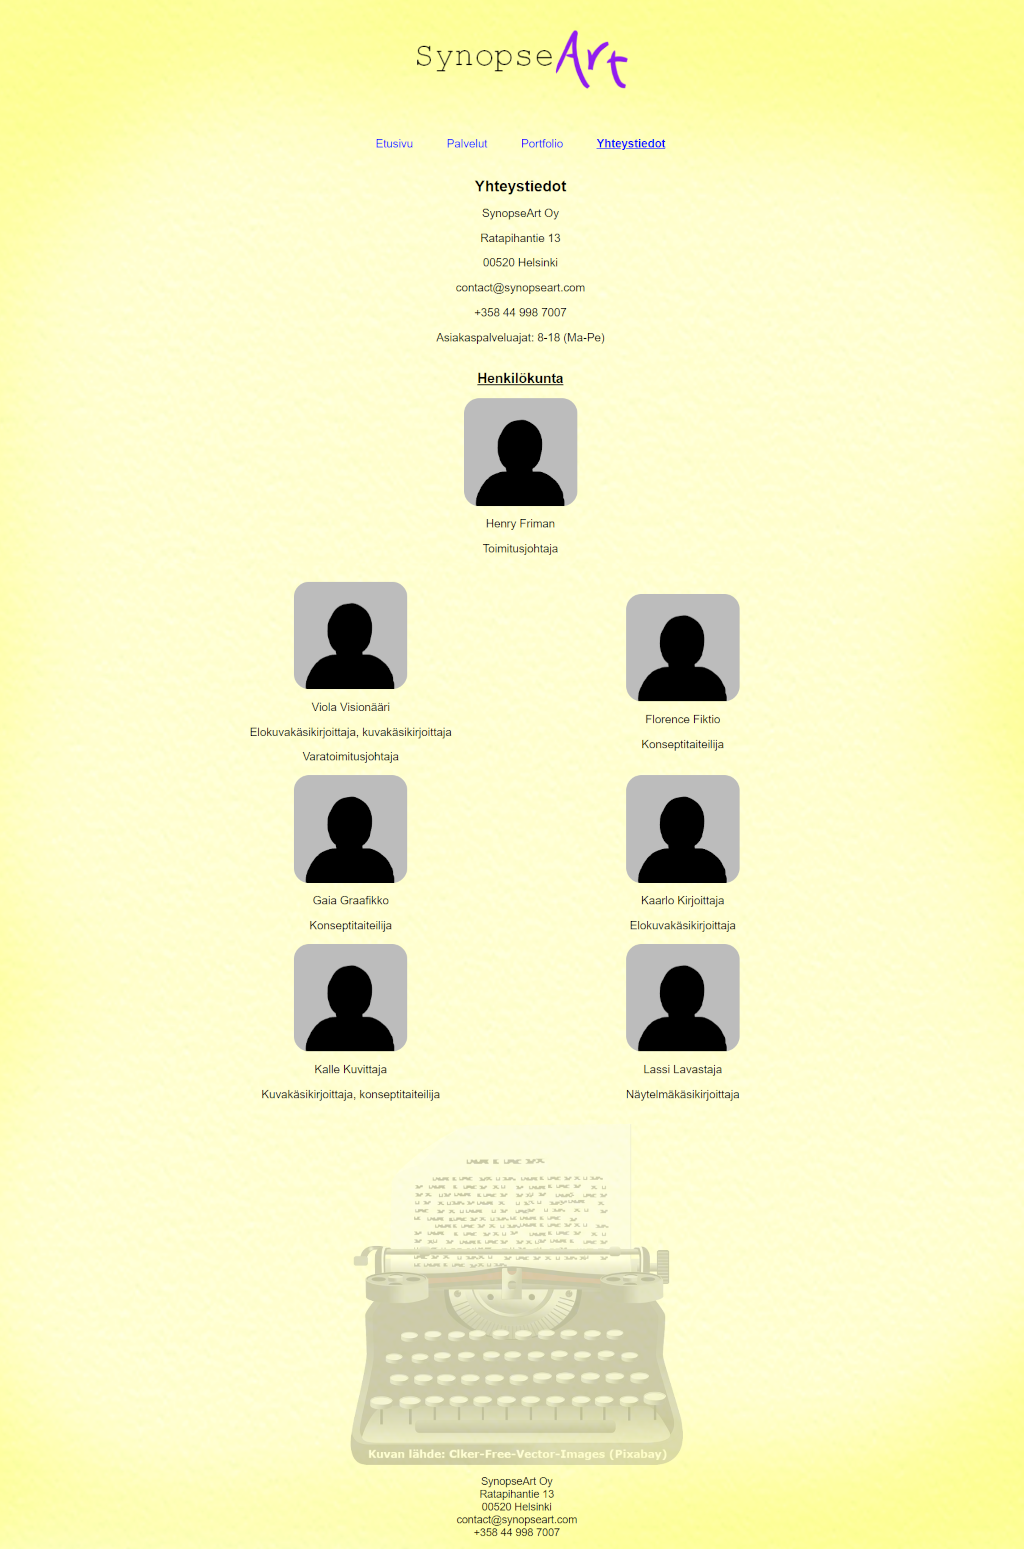 SynopseArt
Etusivu Palvelut Portfolio Yhteystiedot
Yhteystiedot
SynopseArt Oy
Ratapihantie 13
00520 Helsinki
contact@synopseart.com
+358 44 998 7007
Asiakaspalveluajat: 8-18 (Ma-Pe)
Henkilökunta
Henry Friman
Toimitusjohtaja
Viola Visionääri
Elokuvakäsikirjoittaja, kuvakäsikirjoittaja
Varatoimitusjohtaja
Florence Fiktio
Konseptitaiteilija
Gaia Graafikko
Konseptitaiteilija
Kaarlo Kirjoittaja
Elokuvakäsikirjoittaja
Kalle Kuvittaja
Kuvakäsikirjoittaja, konseptitaiteilija
Lassi Lavastaja
Näytelmäkäsikirjoittaja
Kuvan lähde: Clker-Free-Vector-Images (Pixabay)
SynopseArt Oy
Ratapihantie 13
00520 Helsinki
contact@synopseart.com
+358 44 998 7007